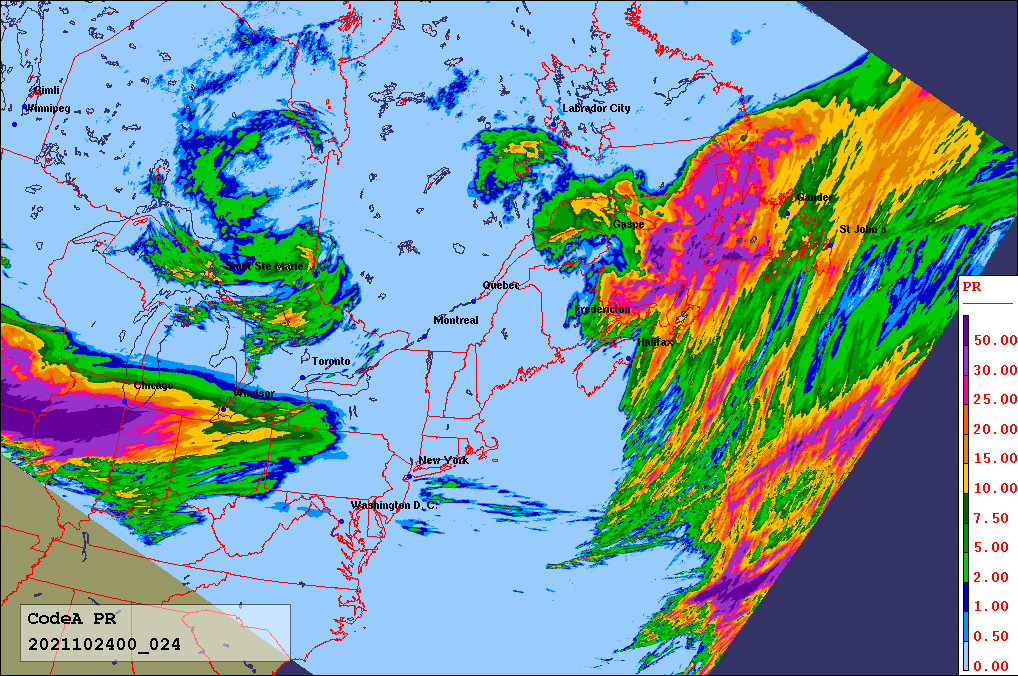 Gimli
Winnipeg
Labrador City
Gander
St John's
Gaspe
Sault Ste Marie
Quebec
Fredericton
Montreal
Halifax
Toronto
Chicago
Windsor
New York
Washington D.C.
PR
50.00
30.00
25.00
20.00
15.00
10.00
7.50
5.00
2.00
1.00
0.50
0.00
CodeA PR
2021102400_024